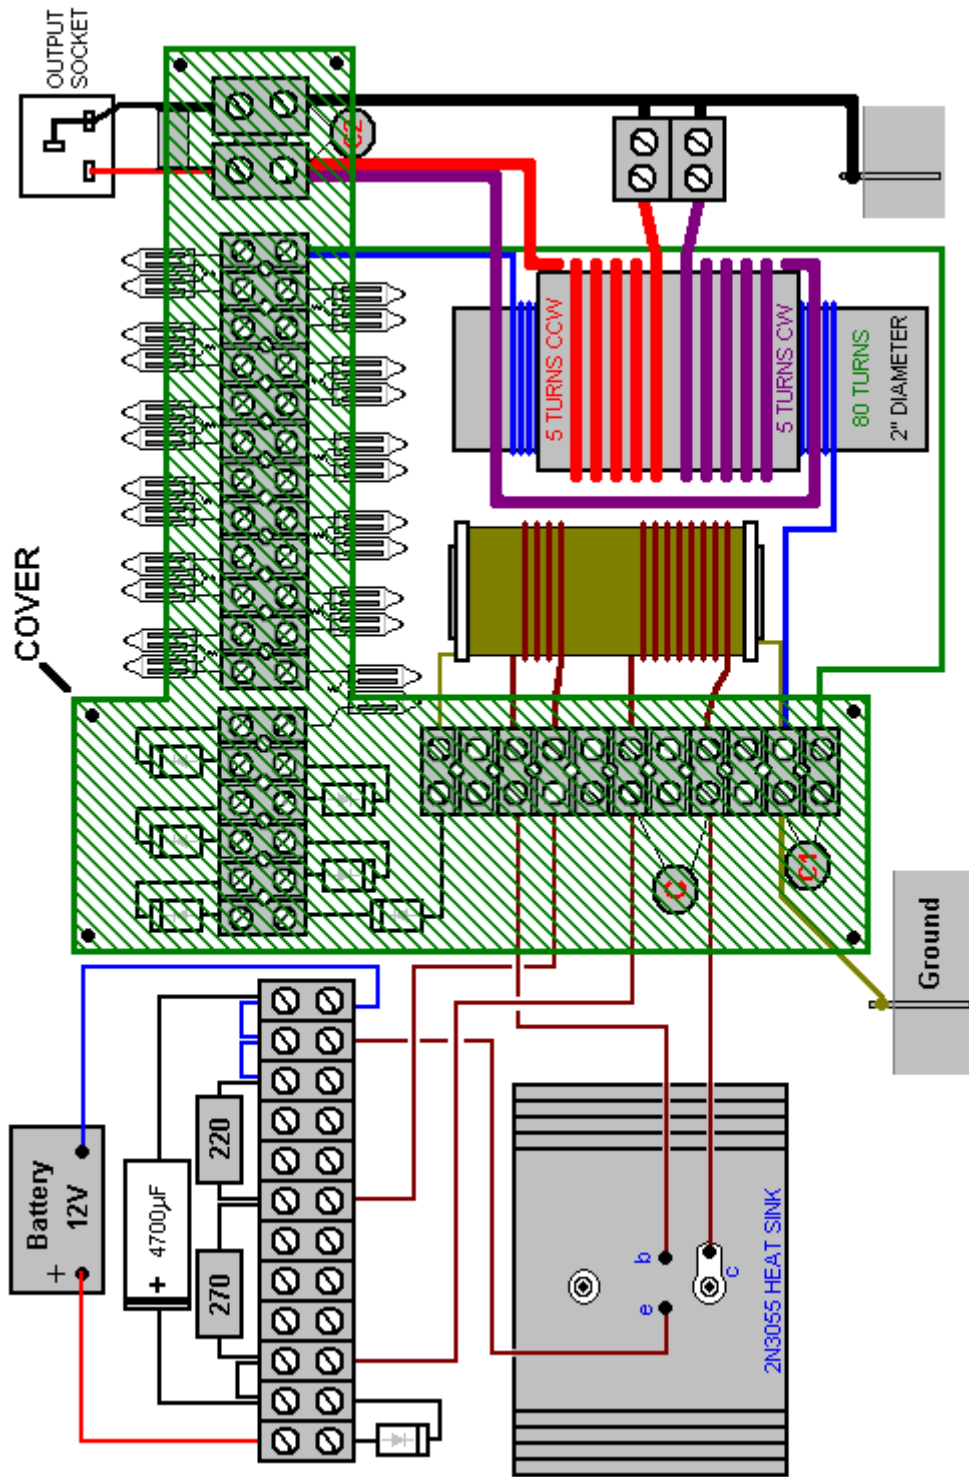 COVER
OUTPUT
SOCKET
C2
5 TURNS CCW
5 TURNS CW
80 TURNS
2" DIAMETER
C
C1
Ground
Battery
+ 12V
+ 4700µF
220
270
b
e
c
2N3055 HEAT SINK